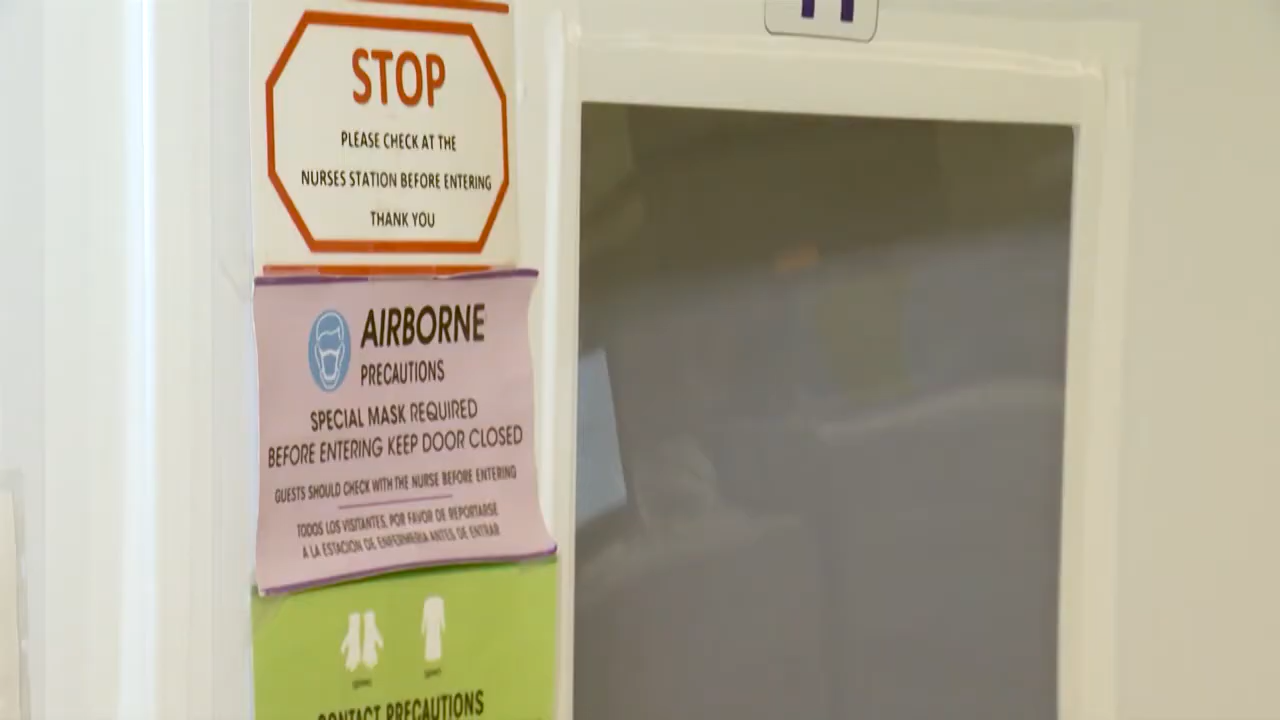 STOP
PLEASE CHECK AT THE
NURSES STATION BEFORE ENTERING
THANK YOU
AIRBORNE
PRECAUTIONS
SPECIAL MASK REQUIRED
BEFORE ENTERING KEEP DOOR CLOSED
GUESTS SHOULD CHECK WITH THE NURSE BEFORE ENTERING
TODOS LOS VISITANTES, POR FAVOR DE REPORTARSE
A LA ESTACION DE ENFERMERIA ANTES DE ENTRAR
CONTACT PRECAUTIONS